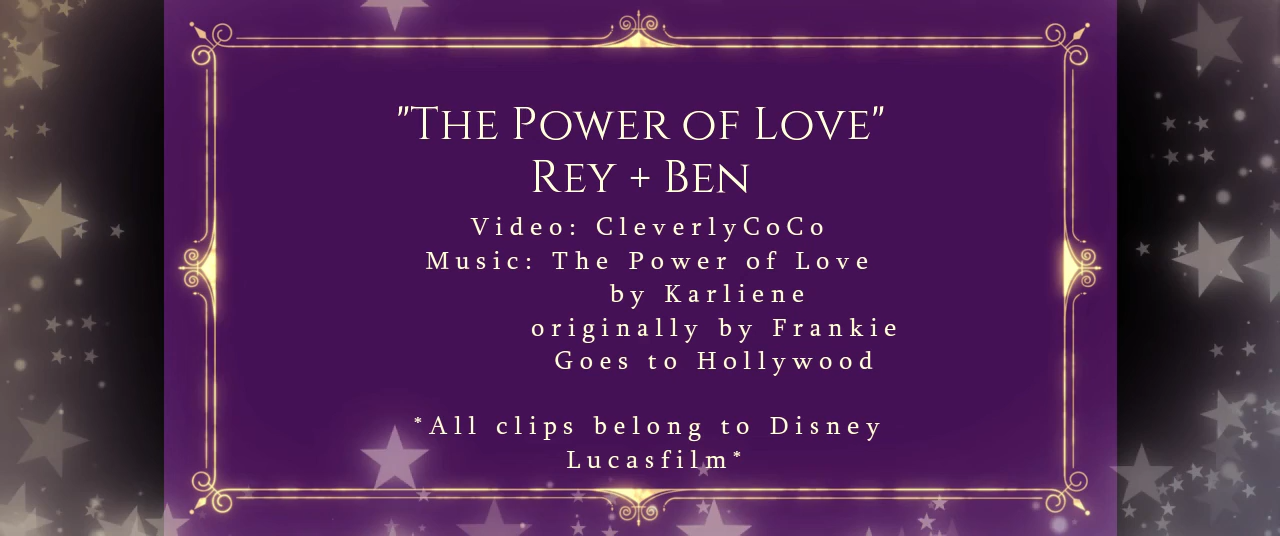 "The Power of Love"
Rey + Ben
Video: CleverlyCoCo
Music: The Power of Love
by Karliene
originally by Frankie
Goes to Hollywood
*All clips belong to Disney
Lucasfilm*